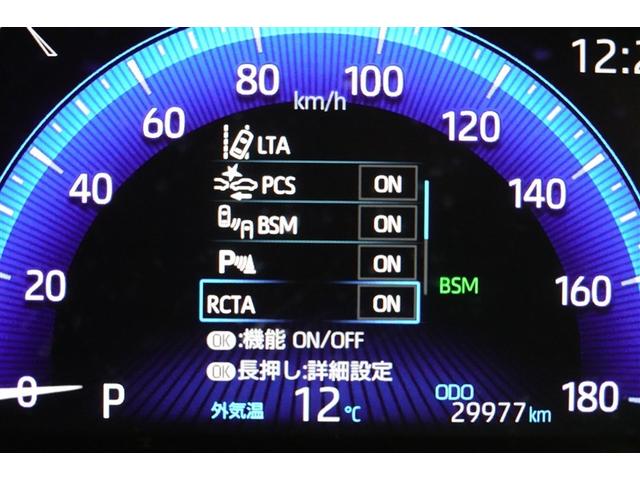 12:2
80
100
km/h
60
120
LTA
40
PCS ON
140
BSM ON
P ON
20
BSM
160
RCTA ON
OK:機能 ON/OFF
OK長押し:詳細設定
0
P
外気温 12℃
ODO
29977km
180